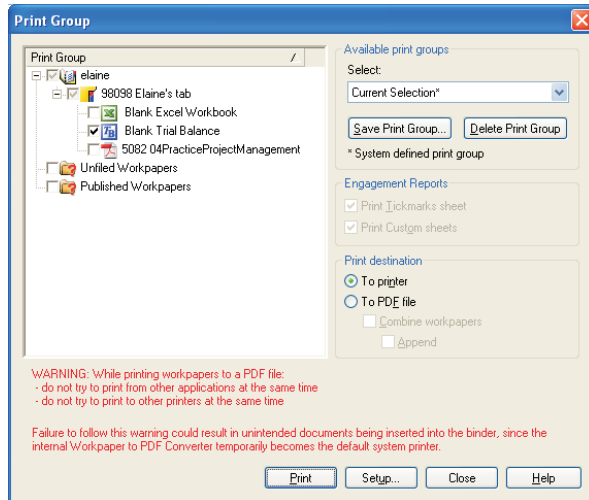 Print Group
Print Group /
elaine
98098 Elaine's tab
Blank Excel Workbook
Blank Trial Balance
5082 04PracticeProjectManagement
Unfiled Workpapers
Published Workpapers
Available print groups
Select:
Current Selection*
Save Print Group... Delete Print Group
* System defined print group
Engagement Reports
Print Tickmarks sheet
Print Custom sheets
Print destination
To printer
To PDF file
Combine workpapers
Append
WARNING: While printing workpapers to a PDF file:
- do not try to print from other applications at the same time
- do not try to print to other printers at the same time
Failure to follow this warning could result in unintended documents being inserted into the binder, since the
internal Workpaper to PDF Converter temporarily becomes the default system printer.
Print Setup... Close Help